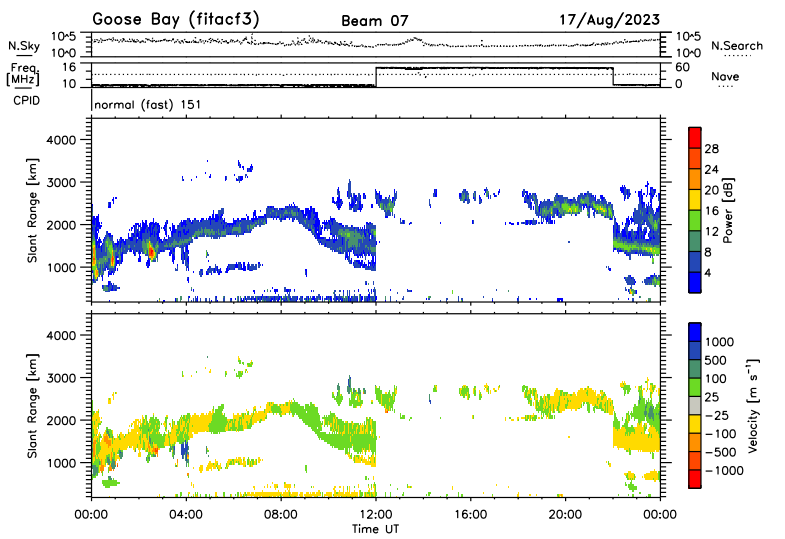 Goose Bay (fitacf3) Beam 07 17/Aug/2023
N.Sky 10^5 10^0 10^5 10^0 N.Search
Freq. [MHz] 16 10 60 0 Nave
CPID normal (fast) 151
Slant Range [km] 4000 3000 2000 1000
28 24 20 16 12 8 4 Power [dB]
Slant Range [km] 4000 3000 2000 1000
1000 500 100 25 -25 -100 -500 -1000 Velocity [m s⁻¹]
00:00 04:00 08:00 12:00 16:00 20:00 00:00
Time UT